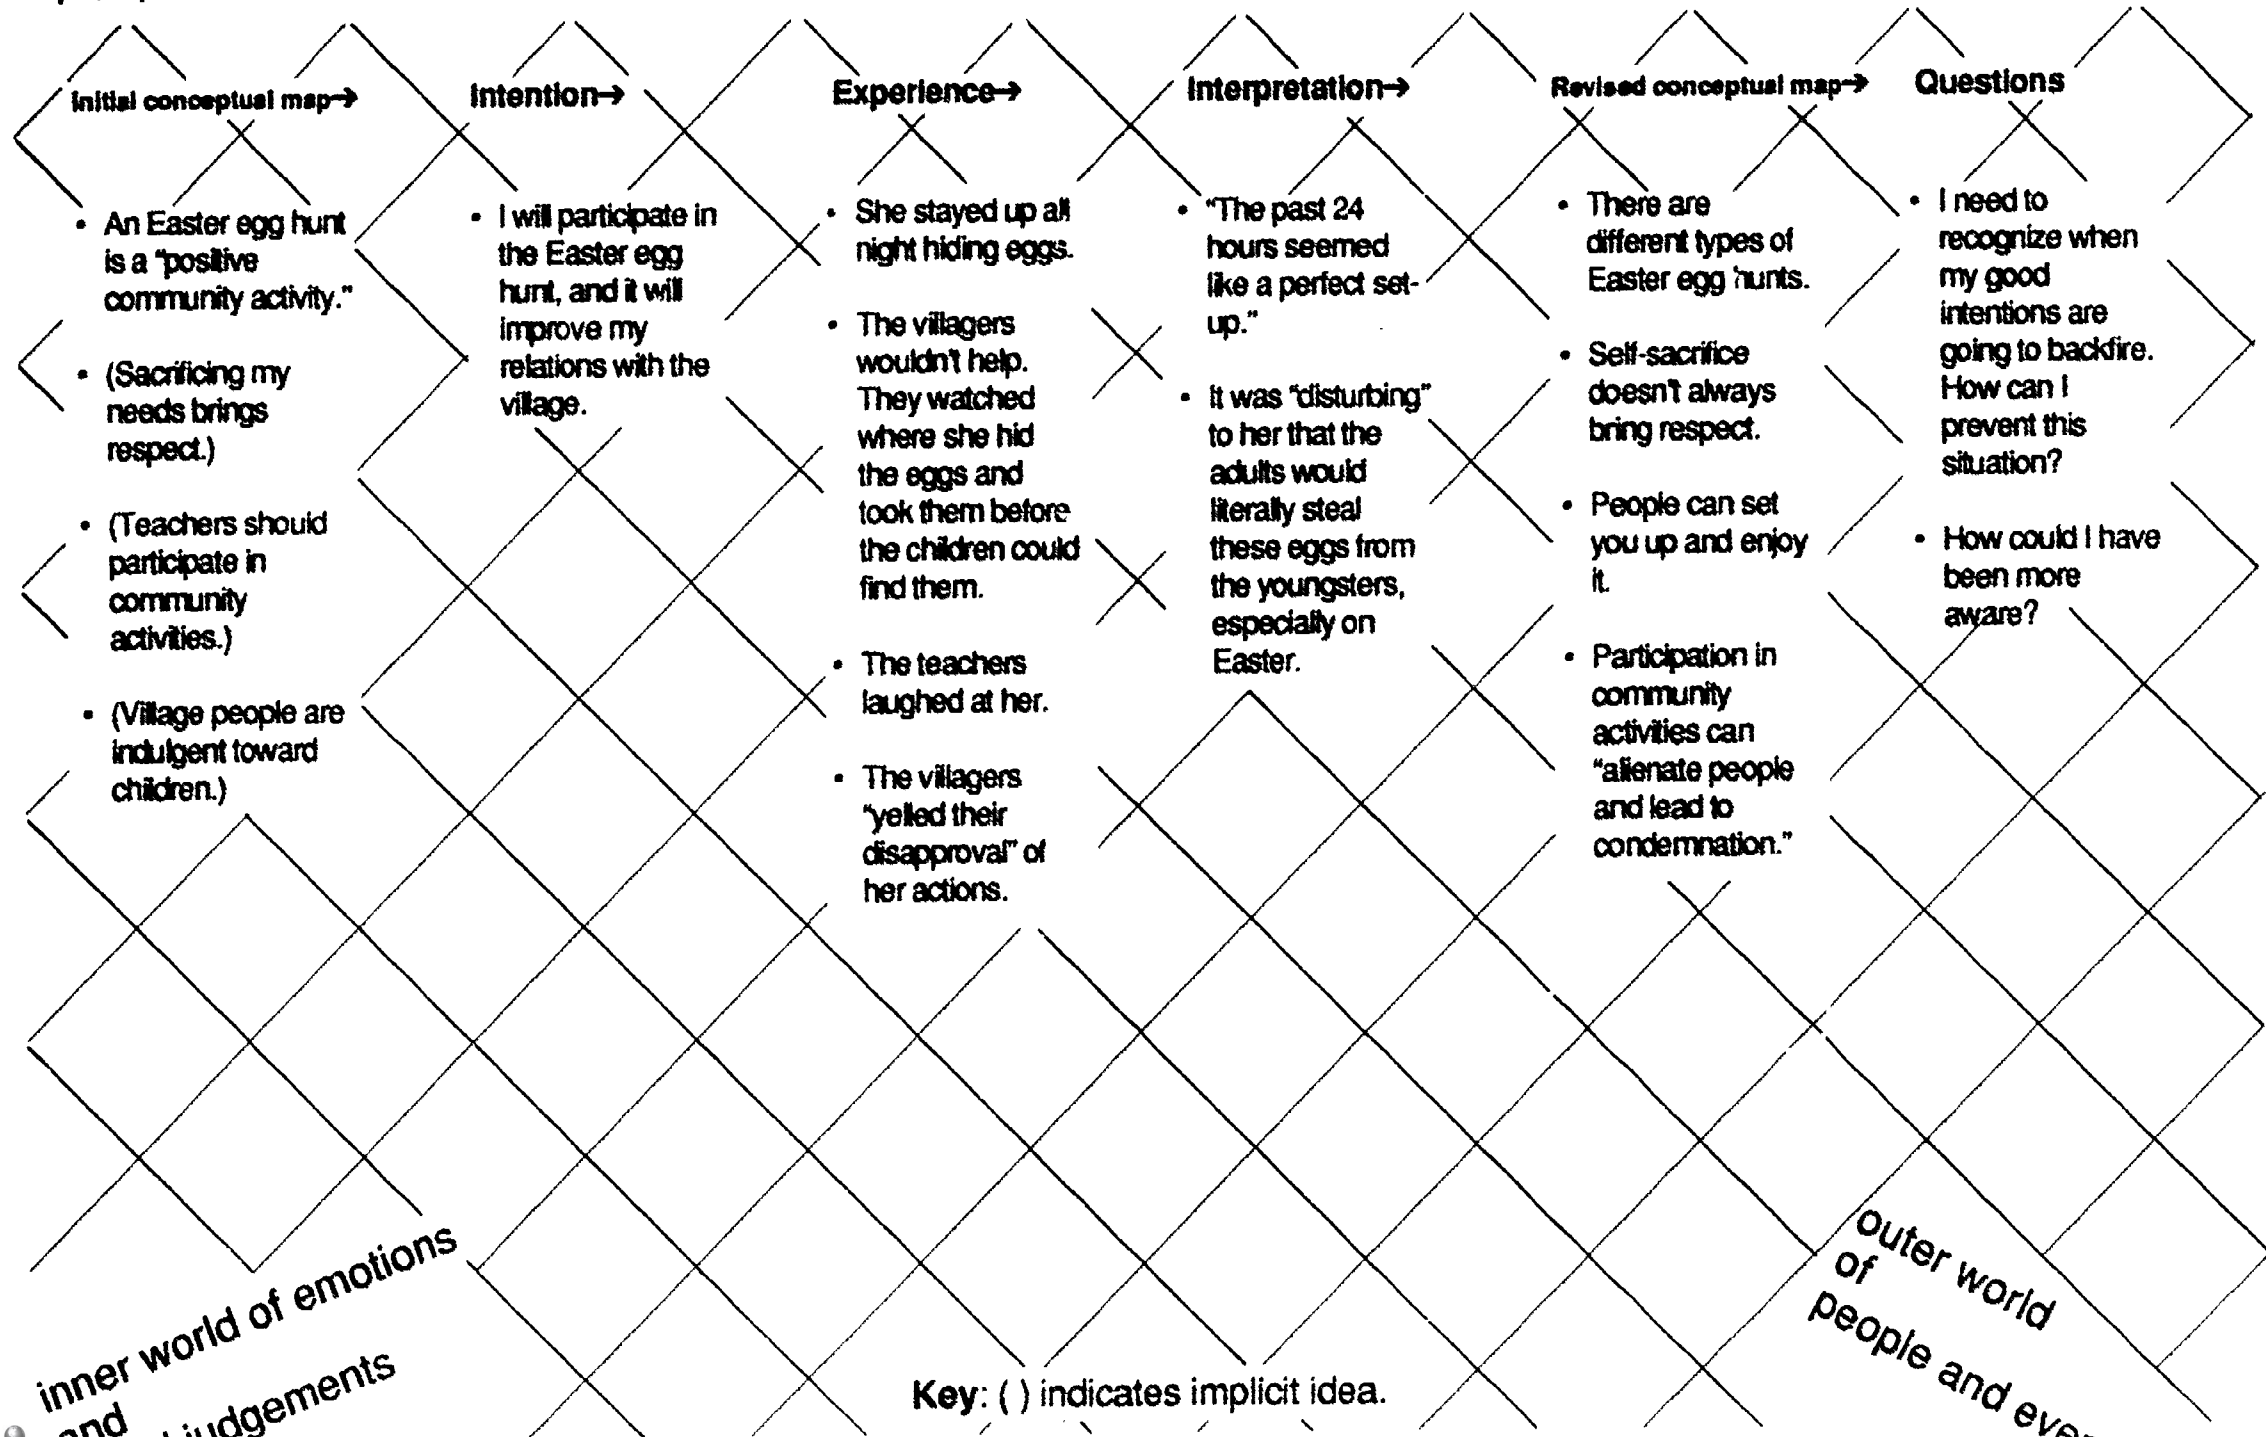 Initial conceptual map→
Intention→
Experience→
Interpretation→
Revised conceptual map→
Questions
• An Easter egg hunt
is a “positive
community activity.”
• (Sacrificing my
needs brings
respect.)
• (Teachers should
participate in
community
activities.)
• (Village people are
indulgent toward
children.)
• I will participate in
the Easter egg
hunt, and it will
improve my
relations with the
village.
• She stayed up all
night hiding eggs.
• The villagers
wouldn't help.
They watched
where she hid
the eggs and
took them before
the children could
find them.
• The teachers
laughed at her.
• The villagers
“yelled their
disapproval” of
her actions.
• “The past 24
hours seemed
like a perfect set-
up.”
• It was “disturbing”
to her that the
adults would
literally steal
these eggs from
the youngsters,
especially on
Easter.
• There are
different types of
Easter egg hunts.
• Self-sacrifice
doesn't always
bring respect.
• People can set
you up and enjoy
it.
• Participation in
community
activities can
“alienate people
and lead to
condemnation.”
• I need to
recognize when
my good
intentions are
going to backfire.
How can I
prevent this
situation?
• How could I have
been more
aware?
inner world of emotions
and
judgements
outer world
of
people and
Key: ( ) indicates implicit idea.